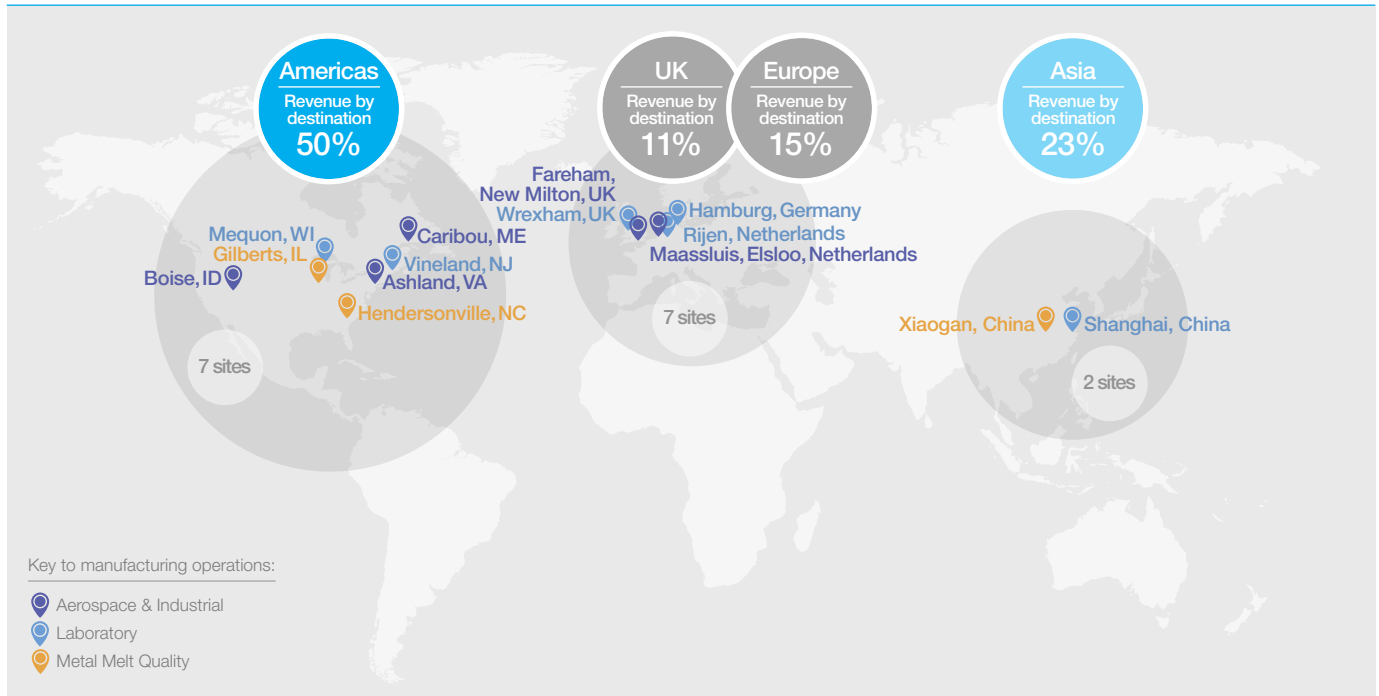 Americas
Revenue by
destination
50%
UK
Revenue by
destination
11%
Europe
Revenue by
destination
15%
Asia
Revenue by
destination
23%
Fareham,
New Milton, UK
Wrexham, UK
Hamburg, Germany
Rijen, Netherlands
Maassluis, Elsloo, Netherlands
Mequon, WI
Gilberts, IL
Boise, ID
Caribou, ME
Vineland, NJ
Ashland, VA
Hendersonville, NC
7 sites
7 sites
Xiaogan, China
Shanghai, China
2 sites
Key to manufacturing operations:
Aerospace & Industrial
Laboratory
Metal Melt Quality